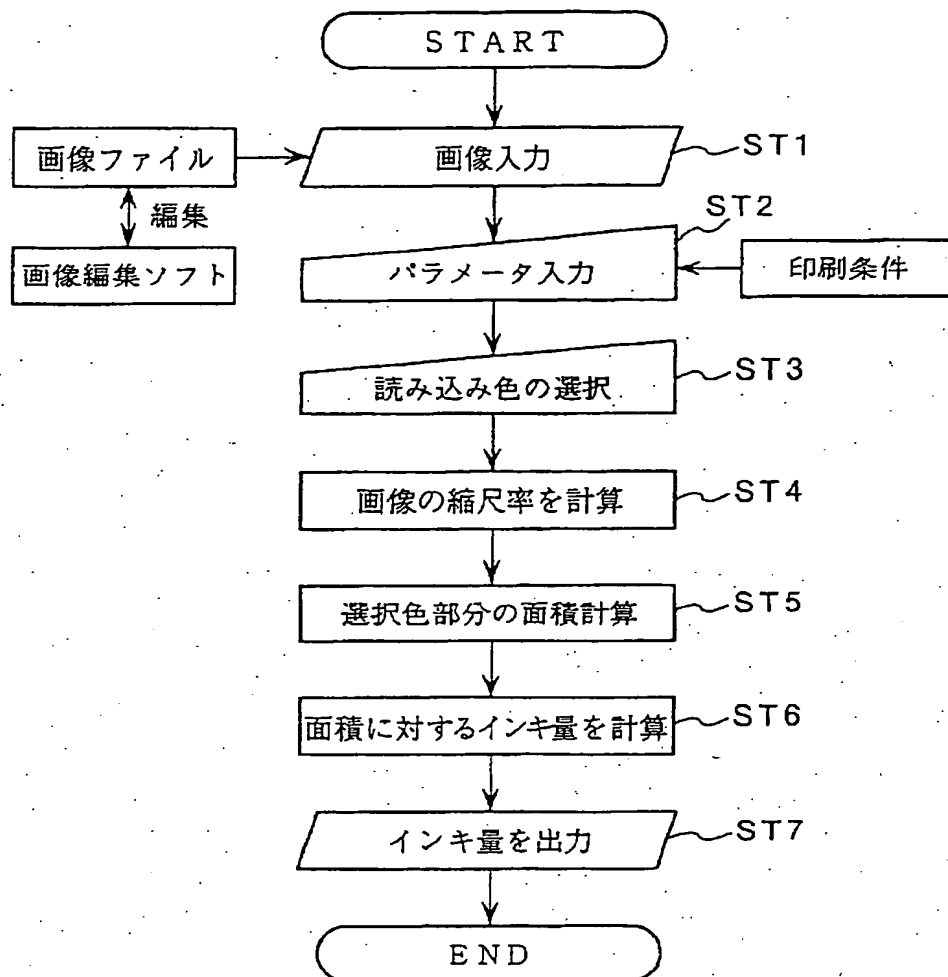 START
画像ファイル
画像入力
ST1
編集
ST2
画像編集ソフト
パラメータ入力
印刷条件
読み込み色の選択
ST3
画像の縮尺率を計算
ST4
選択色部分の面積計算
ST5
面積に対するインキ量を計算
ST6
インキ量を出力
ST7
END